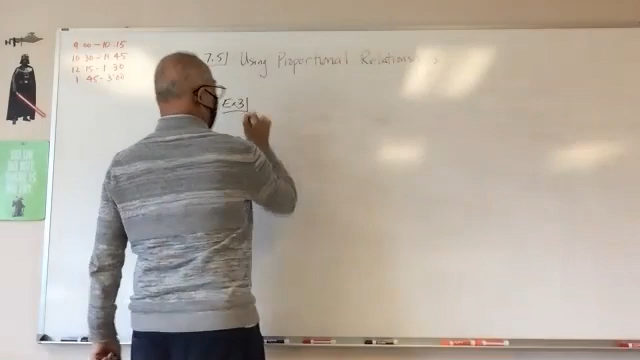 9 00 - 10 15
10 30 - 11 45
12 15 - 1 30
1 45 - 3 00
7.5] Using Proportional Relation s
Ex3]